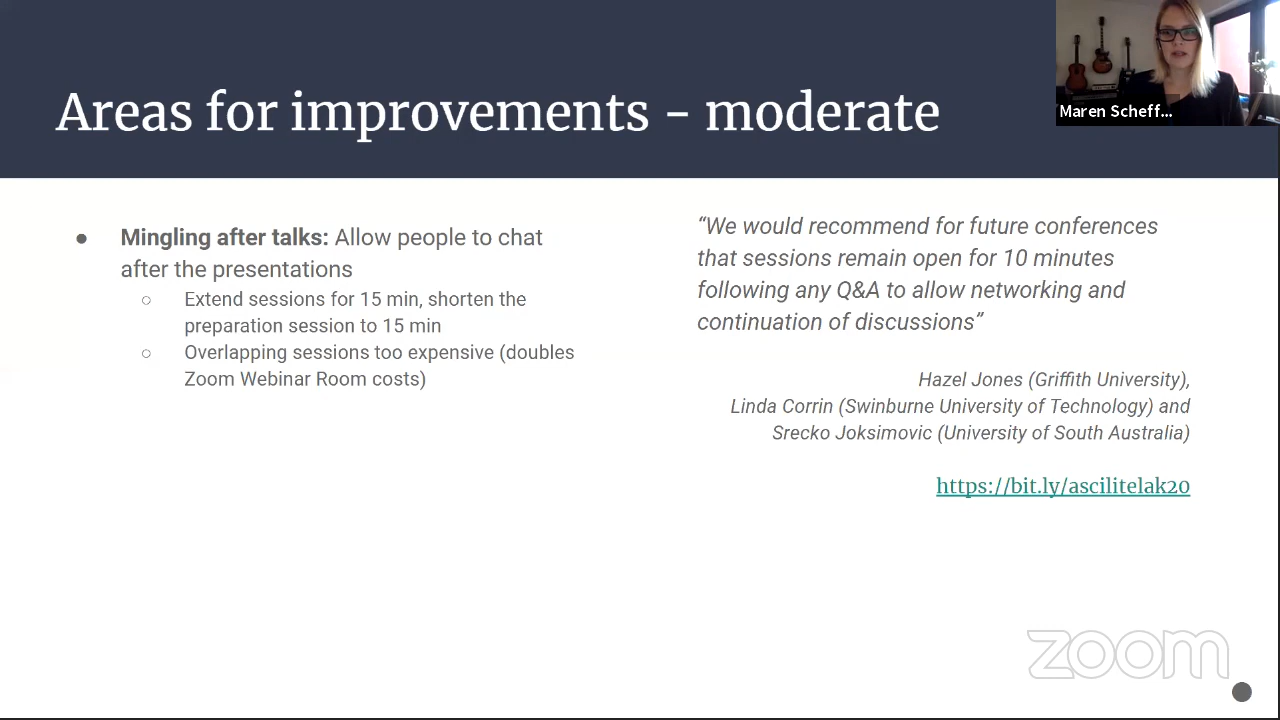 Areas for improvements - moderate
Maren Scheff...
● Mingling after talks: Allow people to chat
after the presentations
○ Extend sessions for 15 min, shorten the
preparation session to 15 min
○ Overlapping sessions too expensive (doubles
Zoom Webinar Room costs)
“We would recommend for future conferences
that sessions remain open for 10 minutes
following any Q&A to allow networking and
continuation of discussions”
Hazel Jones (Griffith University),
Linda Corrin (Swinburne University of Technology) and
Srecko Joksimovic (University of South Australia)
https://bit.ly/ascilitelak20
zoom